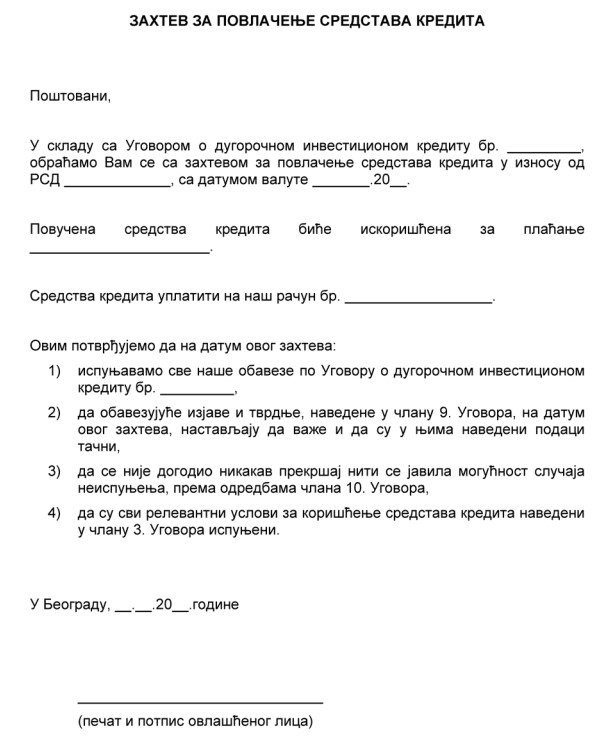 ЗАХТЕВ ЗА ПОВЛАЧЕЊЕ СРЕДСТАВА КРЕДИТА
Поштовани,
У складу са Уговором о дугорочном инвестиционом кредиту бр. _________,
обраћамо Вам се са захтевом за повлачење средстава кредита у износу од
РСД _____________, са датумом валуте _______.20__.
Повучена средства кредита биће искоришћена за плаћање
______________________.
Средства кредита уплатити на наш рачун бр. __________________.
Овим потврђујемо да на датум овог захтева:
1) испуњавамо све наше обавезе по Уговору о дугорочном инвестиционом
кредиту бр. _________,
2) да обавезујуће изјаве и тврдње, наведене у члану 9. Уговора, на датум
овог захтева, настављају да важе и да су у њима наведени подаци
тачни,
3) да се није догодио никакав прекршај нити се јавила могућност случаја
неиспуњења, према одредбама члана 10. Уговора,
4) да су сви релевантни услови за коришћење средстава кредита наведени
у члану 3. Уговора испуњени.
У Београду, __.__.20__.године
______________________________
(печат и потпис овлашћеног лица)